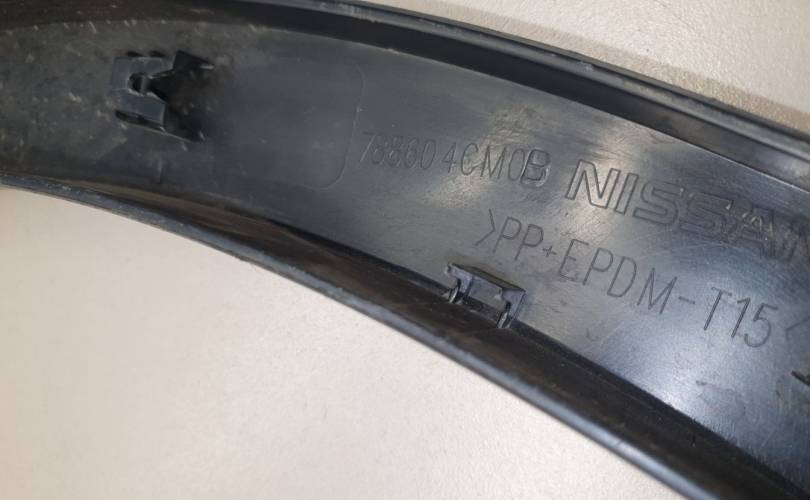 78860 4CM0B NISSAN
>PP+EPDM-T15<